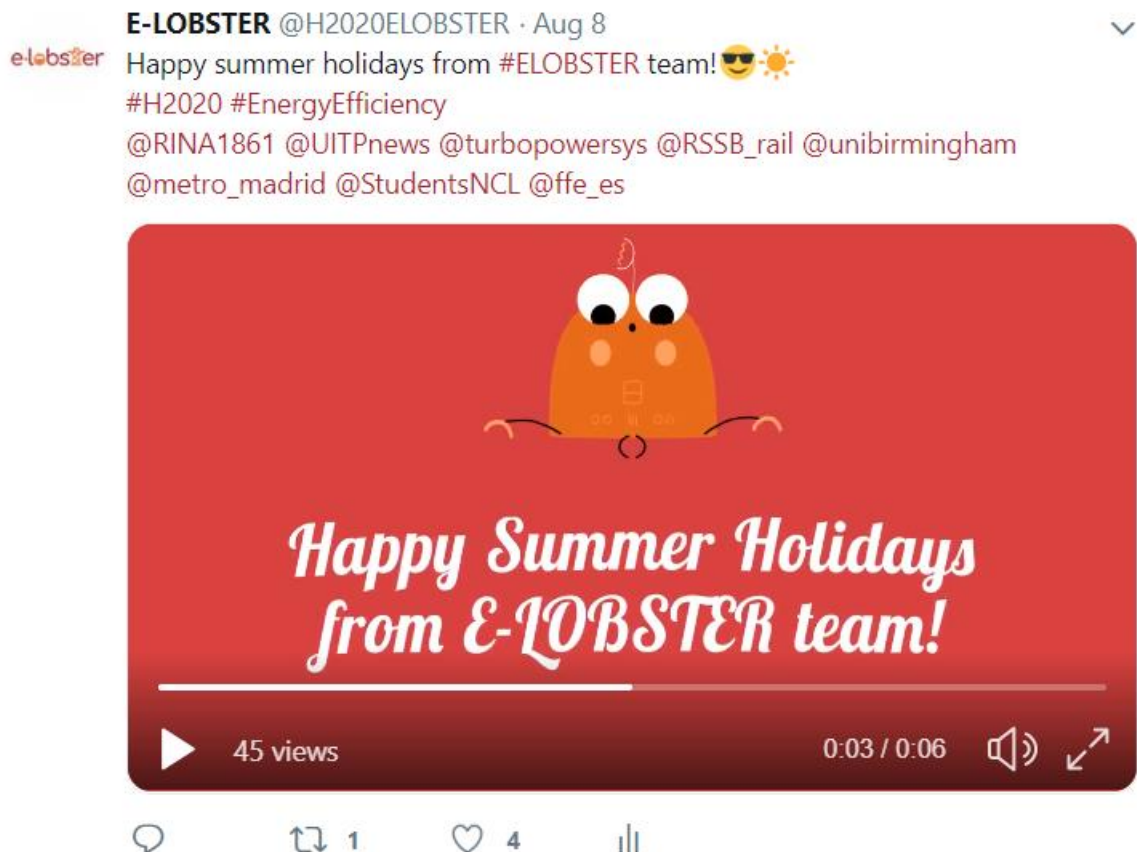 E-LOBSTER @H2020ELOBSTER · Aug 8
e-lobster
Happy summer holidays from #ELOBSTER team!😎☀️
#H2020 #EnergyEfficiency
@RINA1861 @UITPnews @turbopowersys @RSSB_rail @unibirmingham
@metro_madrid @StudentsNCL @ffe_es
Happy Summer Holidays
from E-LOBSTER team!
45 views
0:03 / 0:06
1
4